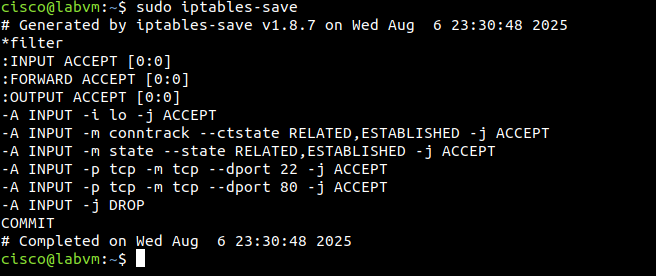 cisco@labvm:~$ sudo iptables-save
# Generated by iptables-save v1.8.7 on Wed Aug  6 23:30:48 2025
*filter
:INPUT ACCEPT [0:0]
:FORWARD ACCEPT [0:0]
:OUTPUT ACCEPT [0:0]
-A INPUT -i lo -j ACCEPT
-A INPUT -m conntrack --ctstate RELATED,ESTABLISHED -j ACCEPT
-A INPUT -m state --state RELATED,ESTABLISHED -j ACCEPT
-A INPUT -p tcp -m tcp --dport 22 -j ACCEPT
-A INPUT -p tcp -m tcp --dport 80 -j ACCEPT
-A INPUT -j DROP
COMMIT
# Completed on Wed Aug  6 23:30:48 2025
cisco@labvm:~$